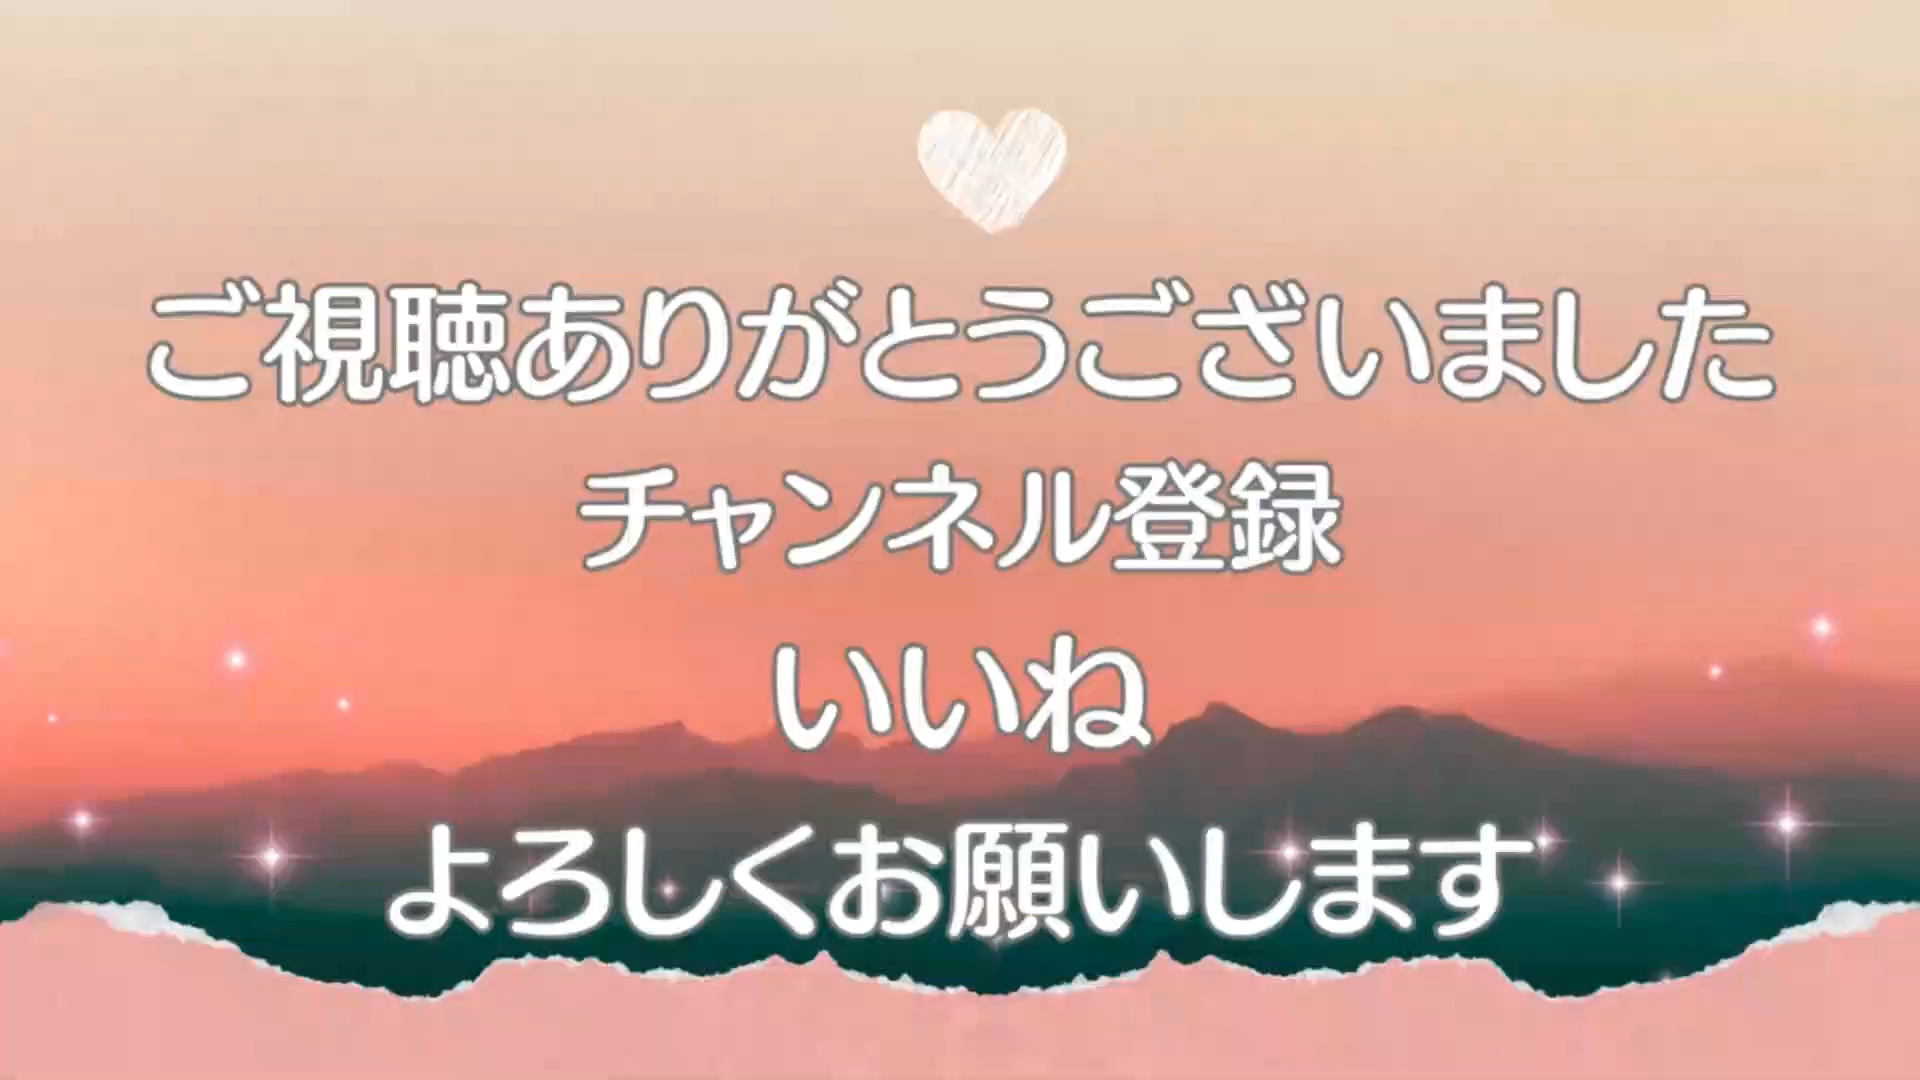 ご視聴ありがとうございました
チャンネル登録
いいね
よろしくお願いします